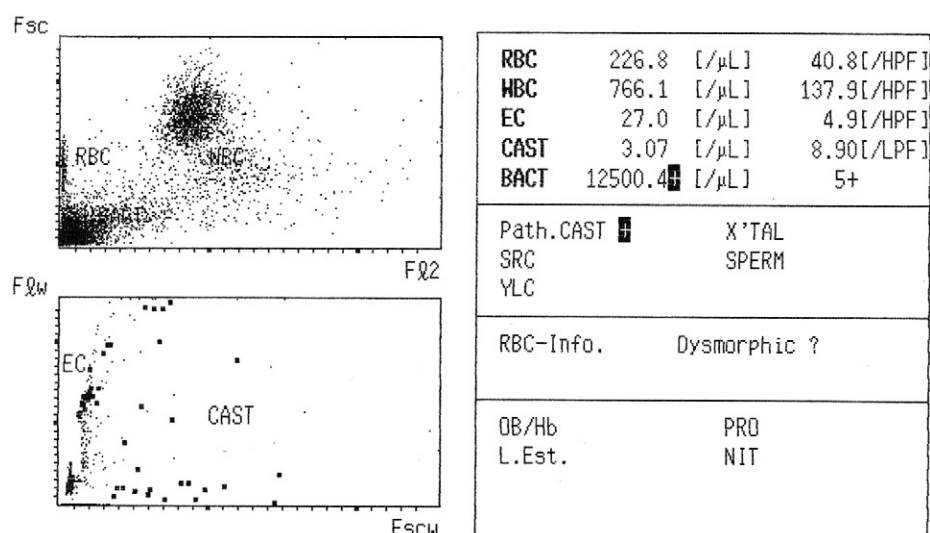 Fsc
RBC
WBC
BACT
Fℓ2
Fℓw
EC
CAST
Fscw
RBC 226.8 [/μL] 40.8[/HPF]
WBC 766.1 [/μL] 137.9[/HPF]
EC 27.0 [/μL] 4.9[/HPF]
CAST 3.07 [/μL] 8.90[/LPF]
BACT 12500.4+ [/μL] 5+
Path.CAST + X'TAL
SRC SPERM
YLC
RBC-Info. Dysmorphic ?
OB/Hb PRO
L.Est. NIT